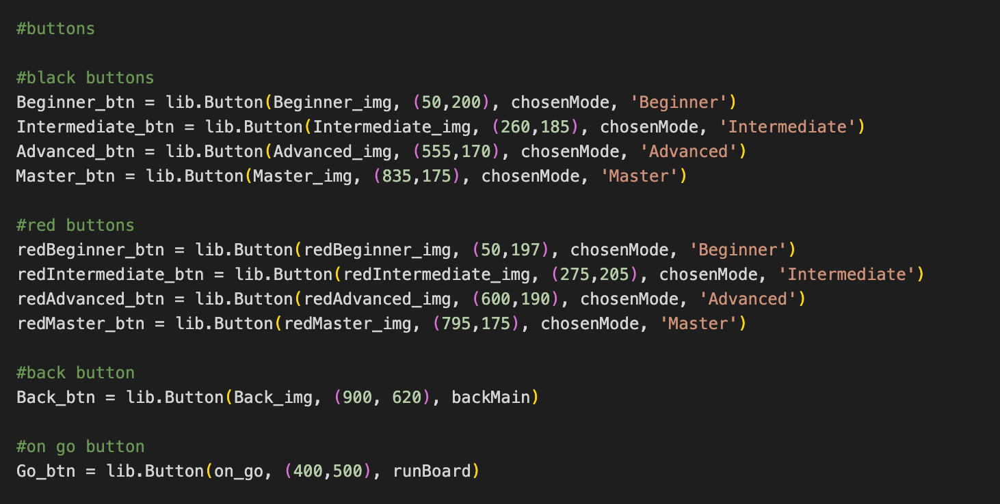 #buttons
#black buttons
Beginner_btn = lib.Button(Beginner_img, (50,200), chosenMode, 'Beginner')
Intermediate_btn = lib.Button(Intermediate_img, (260,185), chosenMode, 'Intermediate')
Advanced_btn = lib.Button(Advanced_img, (555,170), chosenMode, 'Advanced')
Master_btn = lib.Button(Master_img, (835,175), chosenMode, 'Master')
#red buttons
redBeginner_btn = lib.Button(redBeginner_img, (50,197), chosenMode, 'Beginner')
redIntermediate_btn = lib.Button(redIntermediate_img, (275,205), chosenMode, 'Intermediate')
redAdvanced_btn = lib.Button(redAdvanced_img, (600,190), chosenMode, 'Advanced')
redMaster_btn = lib.Button(redMaster_img, (795,175), chosenMode, 'Master')
#back button
Back_btn = lib.Button(Back_img, (900, 620), backMain)
#on go button
Go_btn = lib.Button(on_go, (400,500), runBoard)